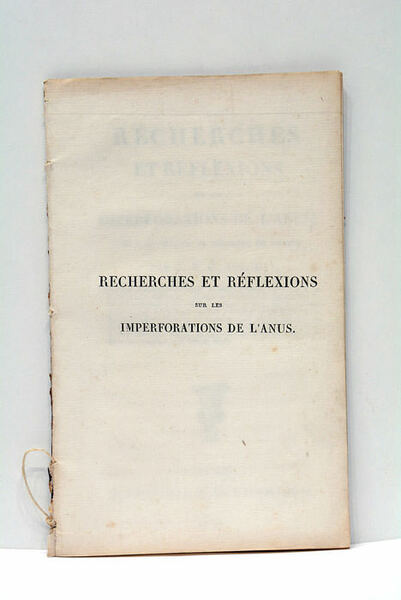 RECHERCHES ET RÉFLEXIONS
SUR LES
IMPERFORATIONS DE L'ANUS.